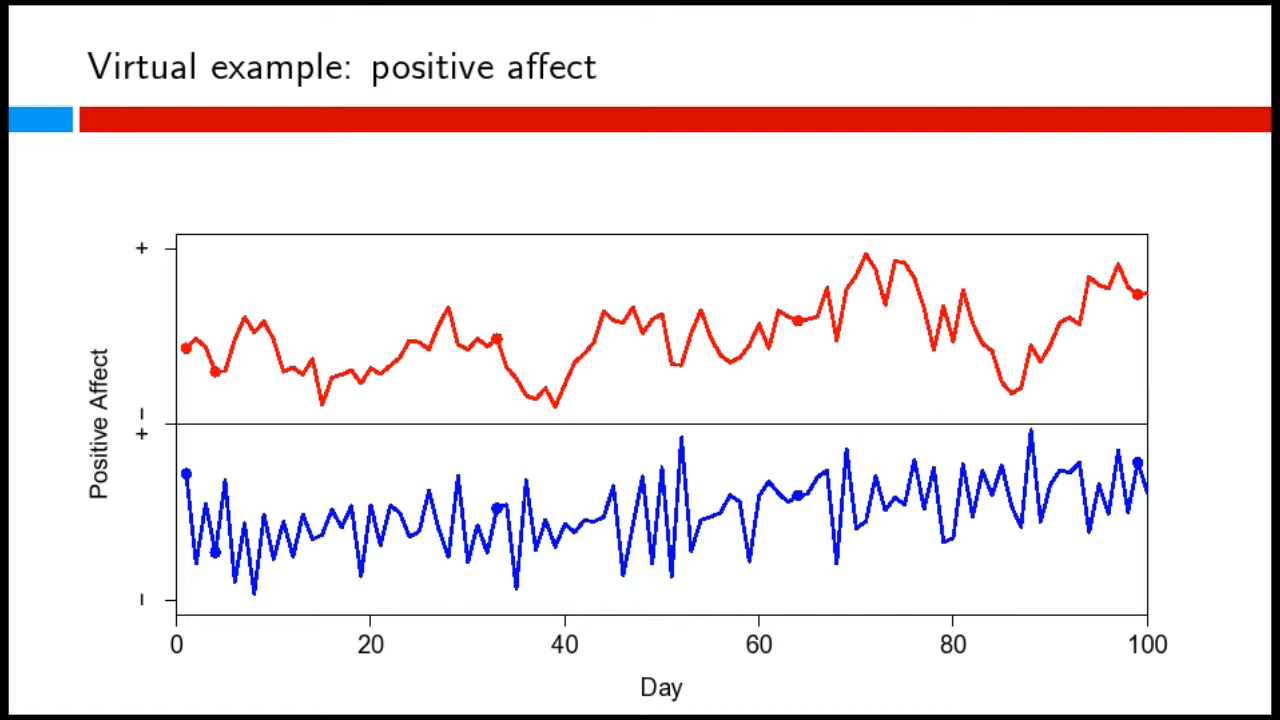 Virtual example: positive affect
Positive Affect
+
-
+
-
0 20 40 60 80 100
Day